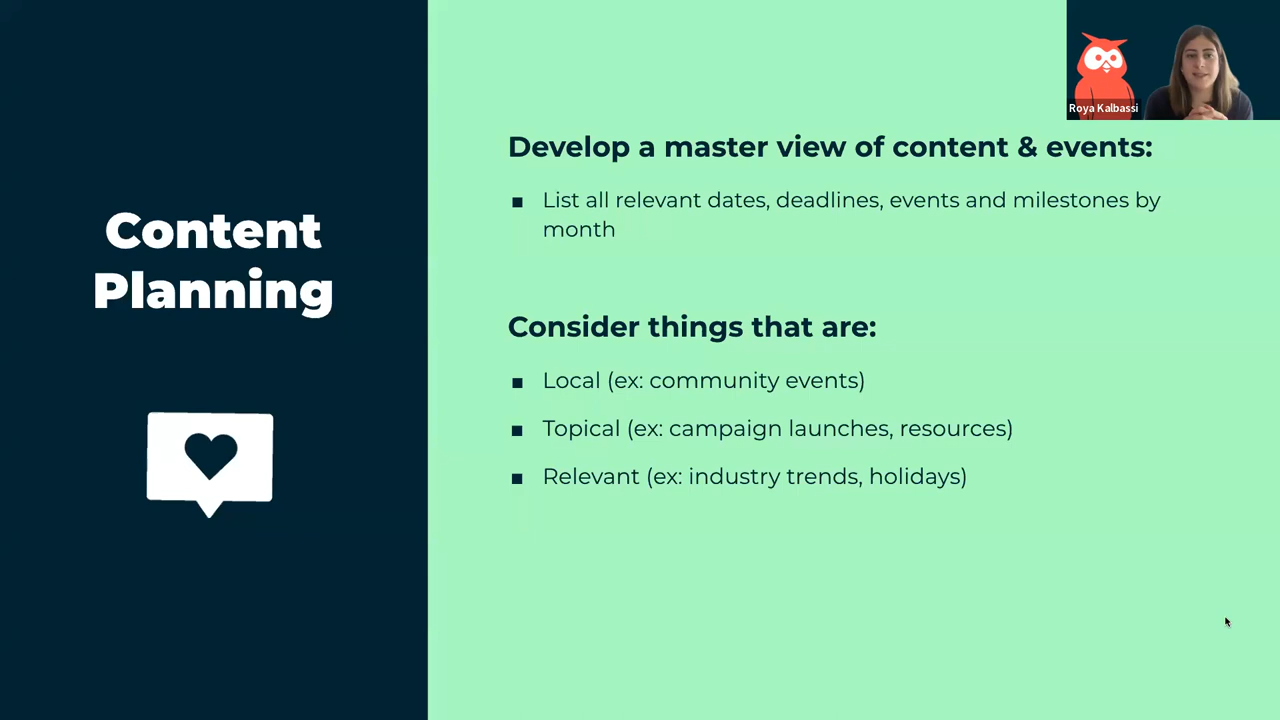 Roya Kalbassi
Content
Planning
Develop a master view of content & events:
▪ List all relevant dates, deadlines, events and milestones by
month
Consider things that are:
▪ Local (ex: community events)
▪ Topical (ex: campaign launches, resources)
▪ Relevant (ex: industry trends, holidays)